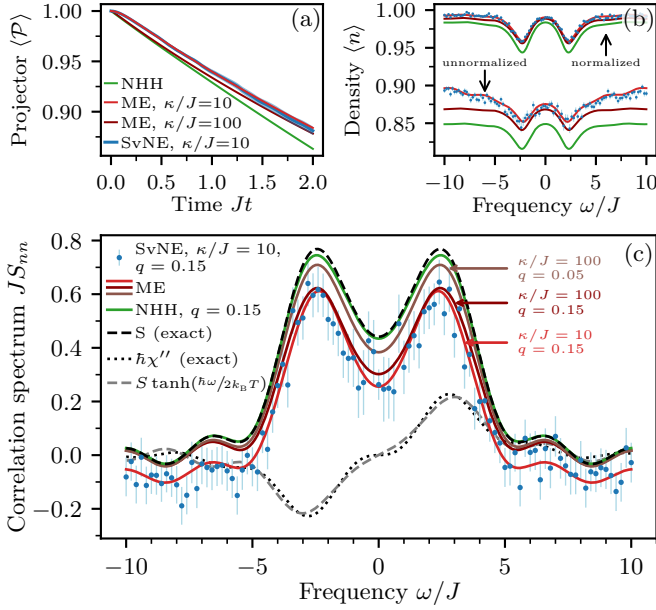 (a)
1.00
0.95
0.90
Projector ⟨P⟩
NHH
ME, κ/J=10
ME, κ/J=100
SvNE, κ/J=10
0.0 0.5 1.0 1.5 2.0
Time Jt
(b)
1.00
0.95
0.90
0.85
Density ⟨n⟩
unnormalized
normalized
−10 −5 0 5 10
Frequency ω/J
(c)
0.8
0.6
0.4
0.2
0.0
−0.2
Correlation spectrum JSnn
SvNE, κ/J = 10,
q = 0.15
ME
NHH, q = 0.15
S (exact)
ħχ′′ (exact)
S tanh(ħω/2kBT)
κ/J = 100
q = 0.05
κ/J = 100
q = 0.15
κ/J = 10
q = 0.15
−10 −5 0 5 10
Frequency ω/J